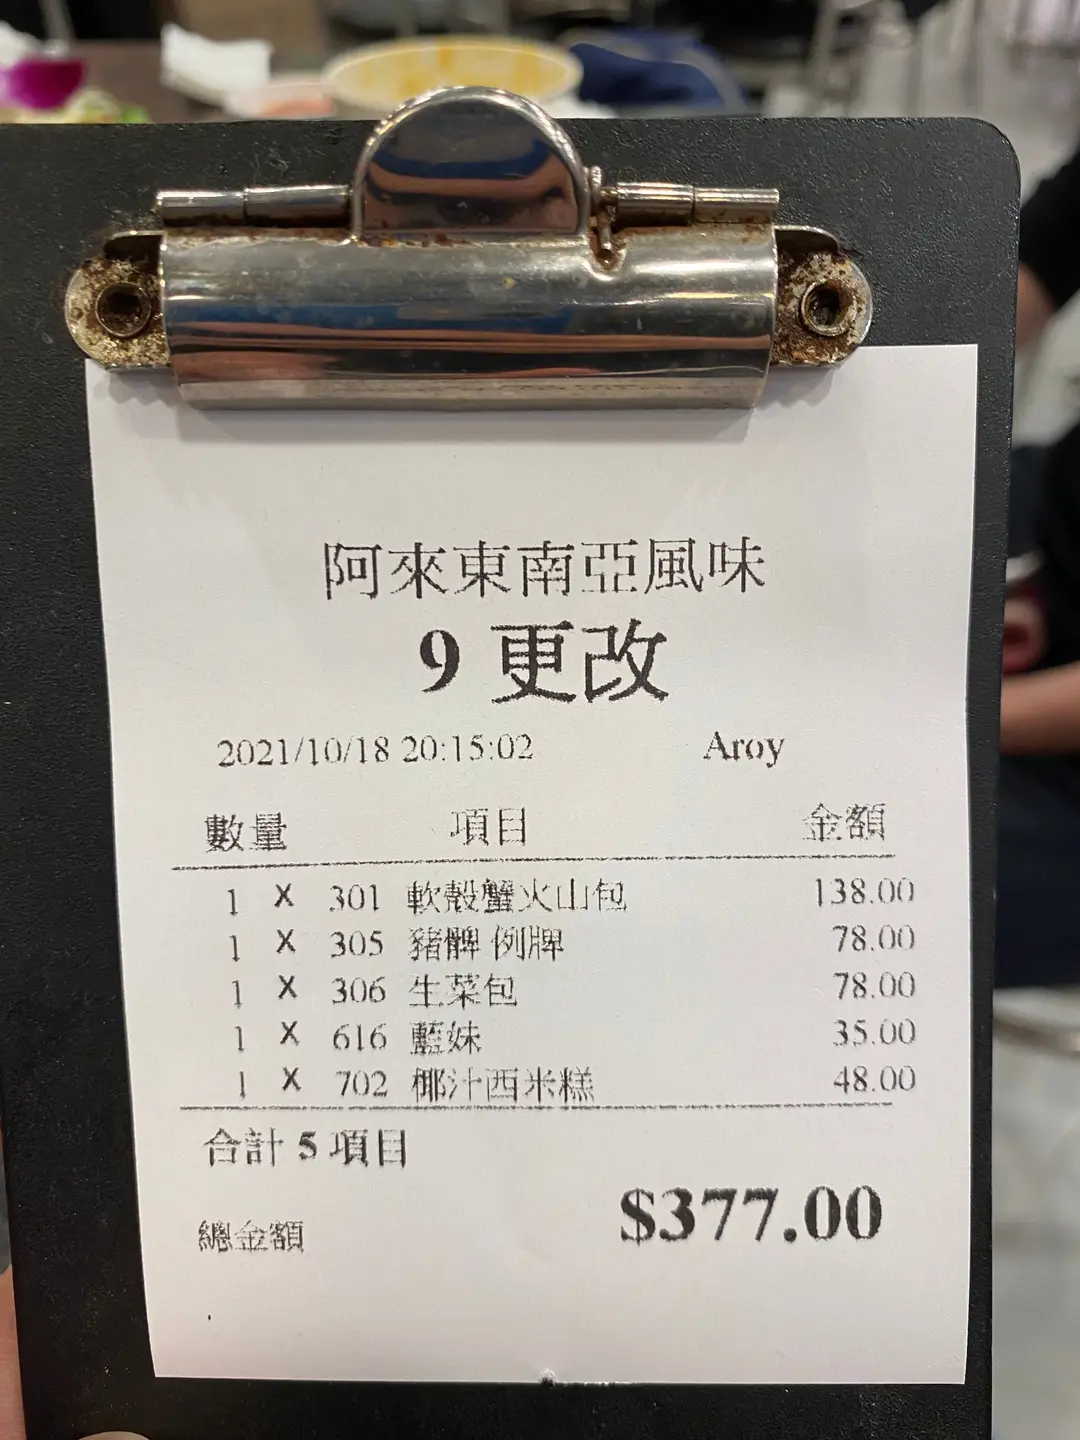 阿來東南亞風味
9 更改
2021/10/18 20:15:02 Aroy
數量 項目 金額
1 X 301 軟殼蟹火山包 138.00
1 X 305 豬髀 例牌 78.00
1 X 306 生菜包 78.00
1 X 616 藍妹 35.00
1 X 702 椰汁西米糕 48.00
合計 5 項目
總金額 $377.00